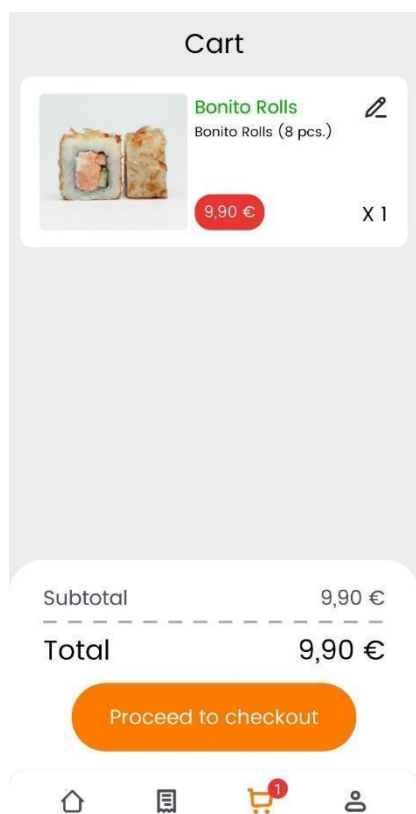 Cart
Bonito Rolls
Bonito Rolls (8 pcs.)
9,90 €
X 1
Subtotal 9,90 €
Total 9,90 €
Proceed to checkout
1